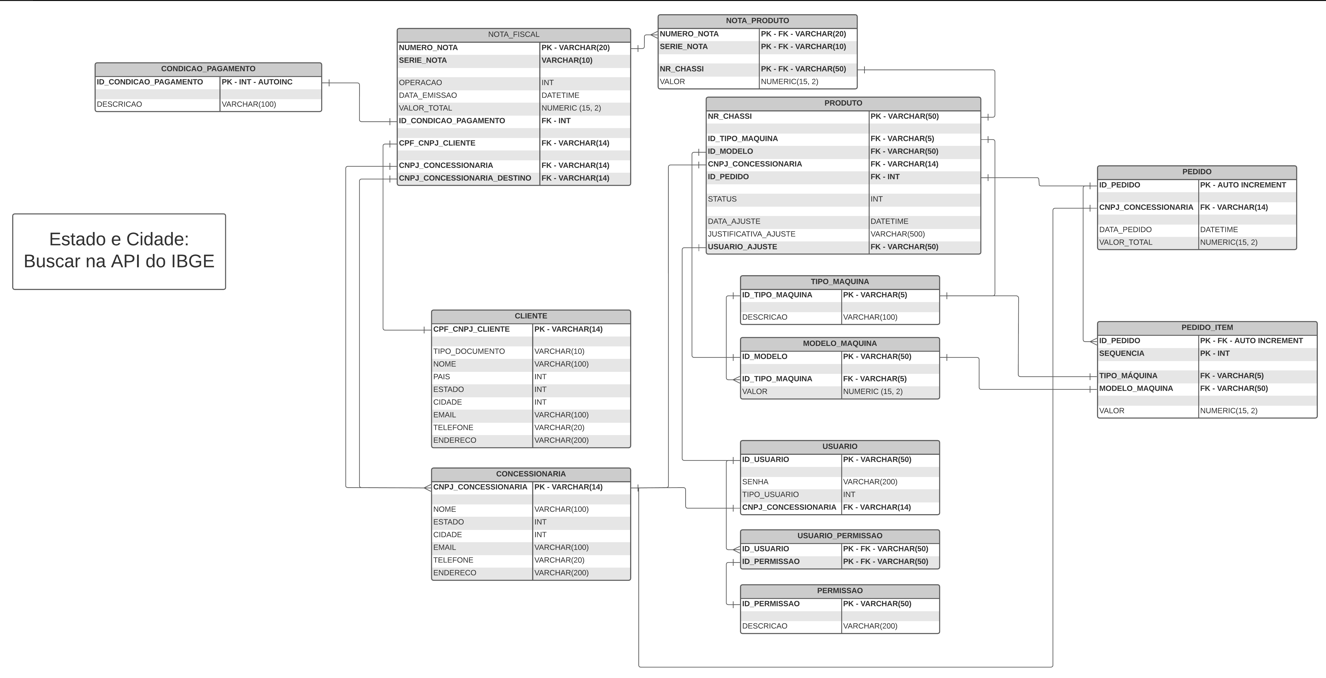 CONDICAO_PAGAMENTO
ID_CONDICAO_PAGAMENTO PK - INT - AUTOINC
DESCRICAO VARCHAR(100)
NOTA_FISCAL
NUMERO_NOTA PK - VARCHAR(20)
SERIE_NOTA VARCHAR(10)
OPERACAO INT
DATA_EMISSAO DATETIME
VALOR_TOTAL NUMERIC (15, 2)
ID_CONDICAO_PAGAMENTO FK - INT
CPF_CNPJ_CLIENTE FK - VARCHAR(14)
CNPJ_CONCESSIONARIA FK - VARCHAR(14)
CNPJ_CONCESSIONARIA_DESTINO FK - VARCHAR(14)
NOTA_PRODUTO
NUMERO_NOTA PK - FK - VARCHAR(20)
SERIE_NOTA PK - FK - VARCHAR(10)
NR_CHASSI PK - FK - VARCHAR(50)
VALOR NUMERIC(15, 2)
PRODUTO
NR_CHASSI PK - VARCHAR(50)
ID_TIPO_MAQUINA FK - VARCHAR(5)
ID_MODELO FK - VARCHAR(50)
CNPJ_CONCESSIONARIA FK - VARCHAR(14)
ID_PEDIDO FK - INT
STATUS INT
DATA_AJUSTE DATETIME
JUSTIFICATIVA_AJUSTE VARCHAR(500)
USUARIO_AJUSTE FK - VARCHAR(50)
PEDIDO
ID_PEDIDO PK - AUTO INCREMENT
CNPJ_CONCESSIONARIA FK - VARCHAR(14)
DATA_PEDIDO DATETIME
VALOR_TOTAL NUMERIC(15, 2)
Estado e Cidade:
Buscar na API do IBGE
TIPO_MAQUINA
ID_TIPO_MAQUINA PK - VARCHAR(5)
DESCRICAO VARCHAR(100)
CLIENTE
CPF_CNPJ_CLIENTE PK - VARCHAR(14)
TIPO_DOCUMENTO VARCHAR(10)
NOME VARCHAR(100)
PAIS INT
ESTADO INT
CIDADE INT
EMAIL VARCHAR(100)
TELEFONE VARCHAR(20)
ENDERECO VARCHAR(200)
MODELO_MAQUINA
ID_MODELO PK - VARCHAR(50)
ID_TIPO_MAQUINA FK - VARCHAR(5)
VALOR NUMERIC (15, 2)
PEDIDO_ITEM
ID_PEDIDO PK - FK - AUTO INCREMENT
SEQUENCIA PK - INT
TIPO_MÁQUINA FK - VARCHAR(5)
MODELO_MAQUINA FK - VARCHAR(50)
VALOR NUMERIC(15, 2)
CONCESSIONARIA
CNPJ_CONCESSIONARIA PK - VARCHAR(14)
NOME VARCHAR(100)
ESTADO INT
CIDADE INT
EMAIL VARCHAR(100)
TELEFONE VARCHAR(20)
ENDERECO VARCHAR(200)
USUARIO
ID_USUARIO PK - VARCHAR(50)
SENHA VARCHAR(200)
TIPO_USUARIO INT
CNPJ_CONCESSIONARIA FK - VARCHAR(14)
USUARIO_PERMISSAO
ID_USUARIO PK - FK - VARCHAR(50)
ID_PERMISSAO PK - FK - VARCHAR(50)
PERMISSAO
ID_PERMISSAO PK - VARCHAR(50)
DESCRICAO VARCHAR(200)